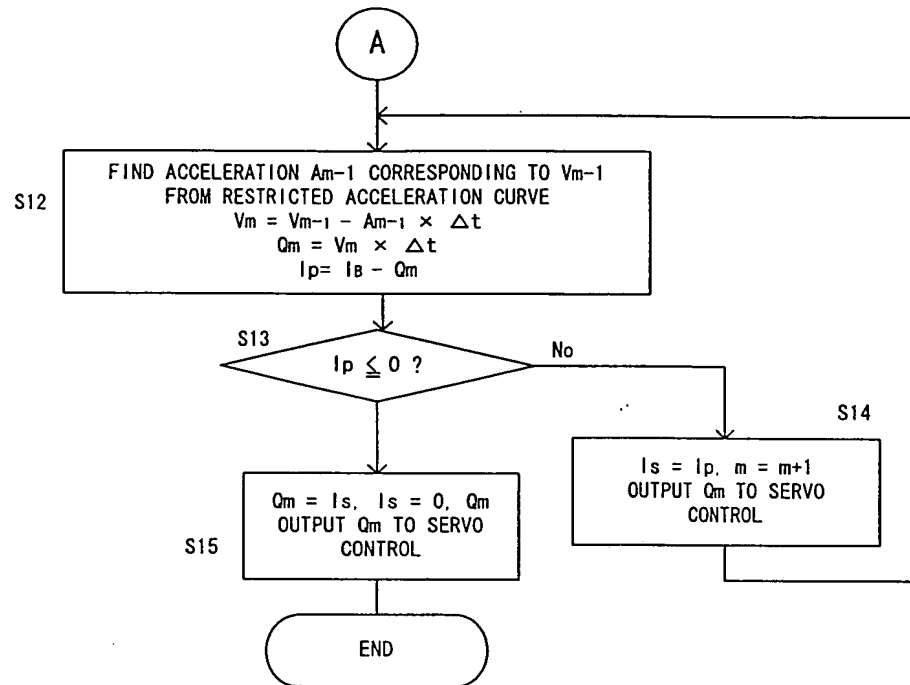 A
FIND ACCELERATION Am-1 CORRESPONDING TO Vm-1
FROM RESTRICTED ACCELERATION CURVE
Vm = Vm-1 - Am-1 × △t
Qm = Vm × △t
Ip= IB - Qm
S12
S13
Ip ≦ 0 ?
No
S14
Is = Ip, m = m+1
OUTPUT Qm TO SERVO
CONTROL
Qm = Is, Is = 0, Qm
OUTPUT Qm TO SERVO
CONTROL
S15
END